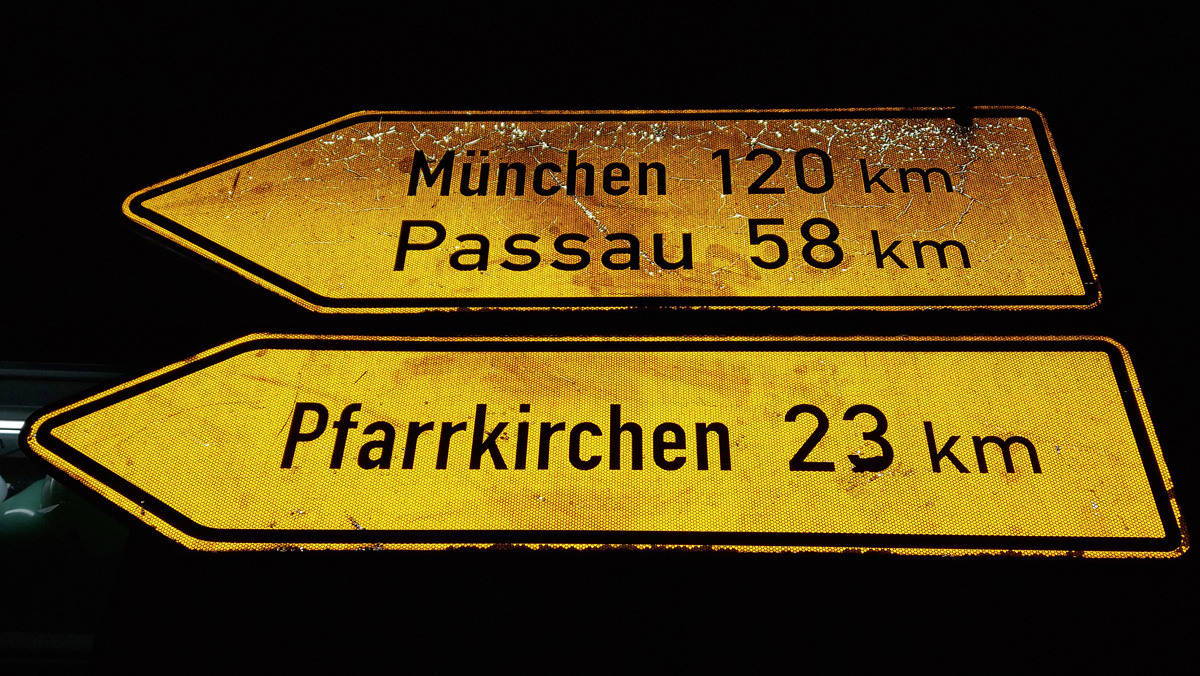 München 120 km
Passau 58 km
Pfarrkirchen 23 km